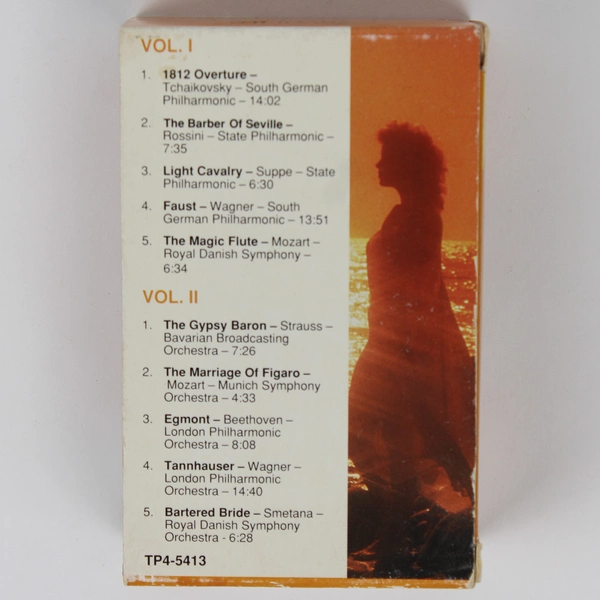 VOL. I
1. 1812 Overture –
Tchaikovsky – South German
Philharmonic – 14:02
2. The Barber Of Seville –
Rossini – State Philharmonic –
7:35
3. Light Cavalry – Suppe – State
Philharmonic – 6:30
4. Faust – Wagner – South
German Philharmonic – 13:51
5. The Magic Flute – Mozart –
Royal Danish Symphony –
6:34
VOL. II
1. The Gypsy Baron – Strauss –
Bavarian Broadcasting
Orchestra – 7:26
2. The Marriage Of Figaro –
Mozart – Munich Symphony
Orchestra – 4:33
3. Egmont – Beethoven –
London Philharmonic
Orchestra – 8:08
4. Tannhauser – Wagner –
London Philharmonic
Orchestra – 14:40
5. Bartered Bride – Smetana –
Royal Danish Symphony
Orchestra - 6:28
TP4-5413